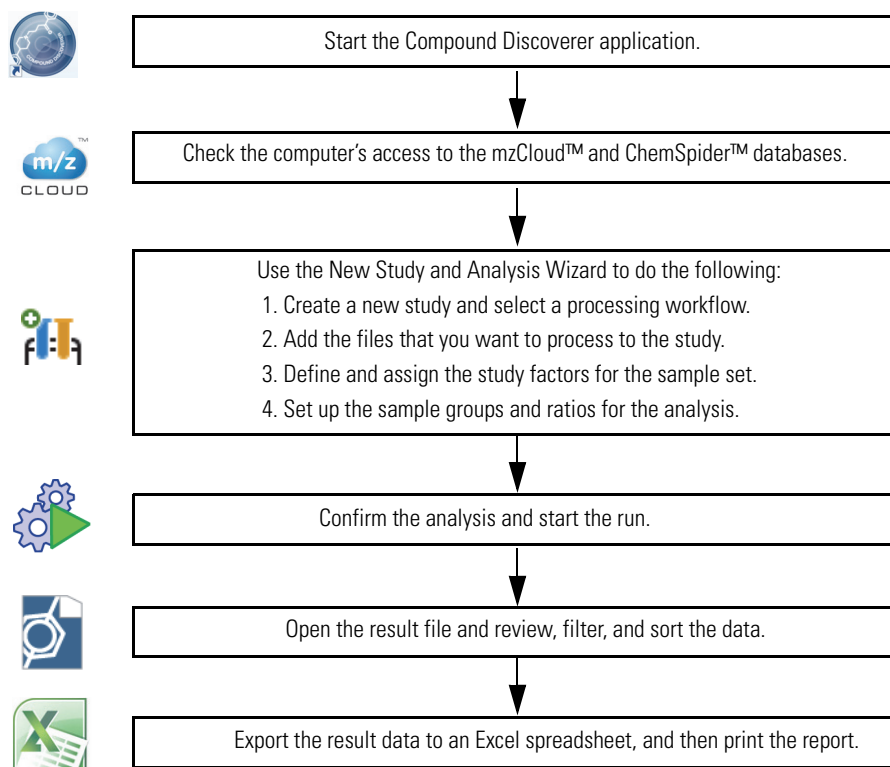 Start the Compound Discoverer application.
COMPOUND DISCOVERER
m/z
TM
CLOUD
Check the computer's access to the mzCloud™ and ChemSpider™ databases.
Use the New Study and Analysis Wizard to do the following:
1. Create a new study and select a processing workflow.
2. Add the files that you want to process to the study.
3. Define and assign the study factors for the sample set.
4. Set up the sample groups and ratios for the analysis.
Confirm the analysis and start the run.
Open the result file and review, filter, and sort the data.
X
Export the result data to an Excel spreadsheet, and then print the report.